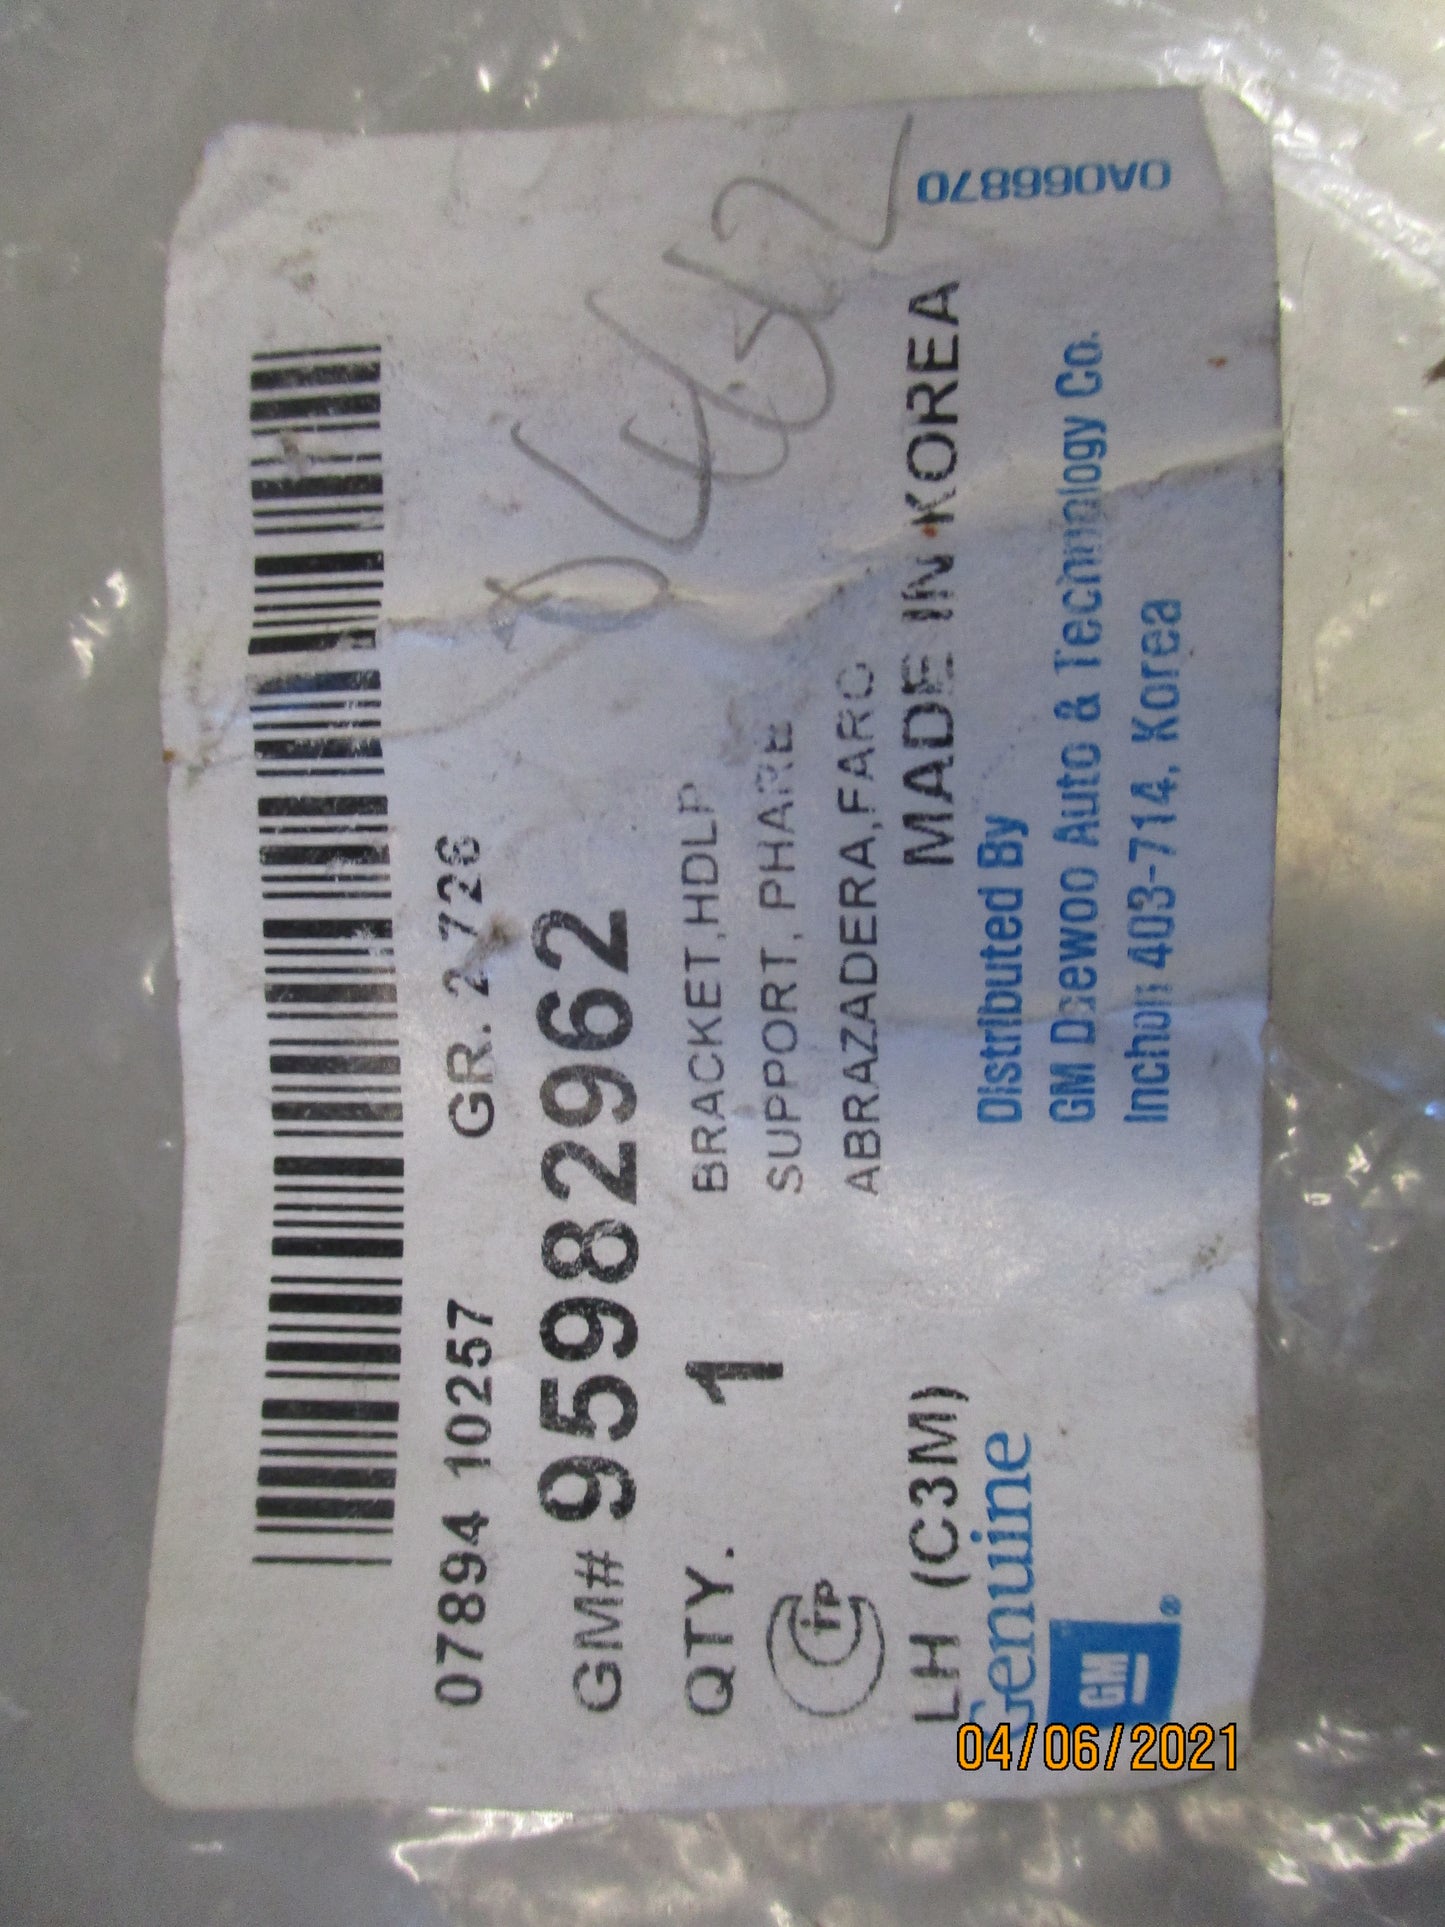 07894 10257 GR. 2.726
GM# 95982962
QTY. 1 BRACKET,HDLP
SUPPORT, PHARE
ABRAZADERA,FARO
LH (C3M) MADE IN KOREA
Genuine
GM ®
Distributed By
GM Daewoo Auto & Technology Co.
Inchon 403-714, Korea
0A066870
04/06/2021